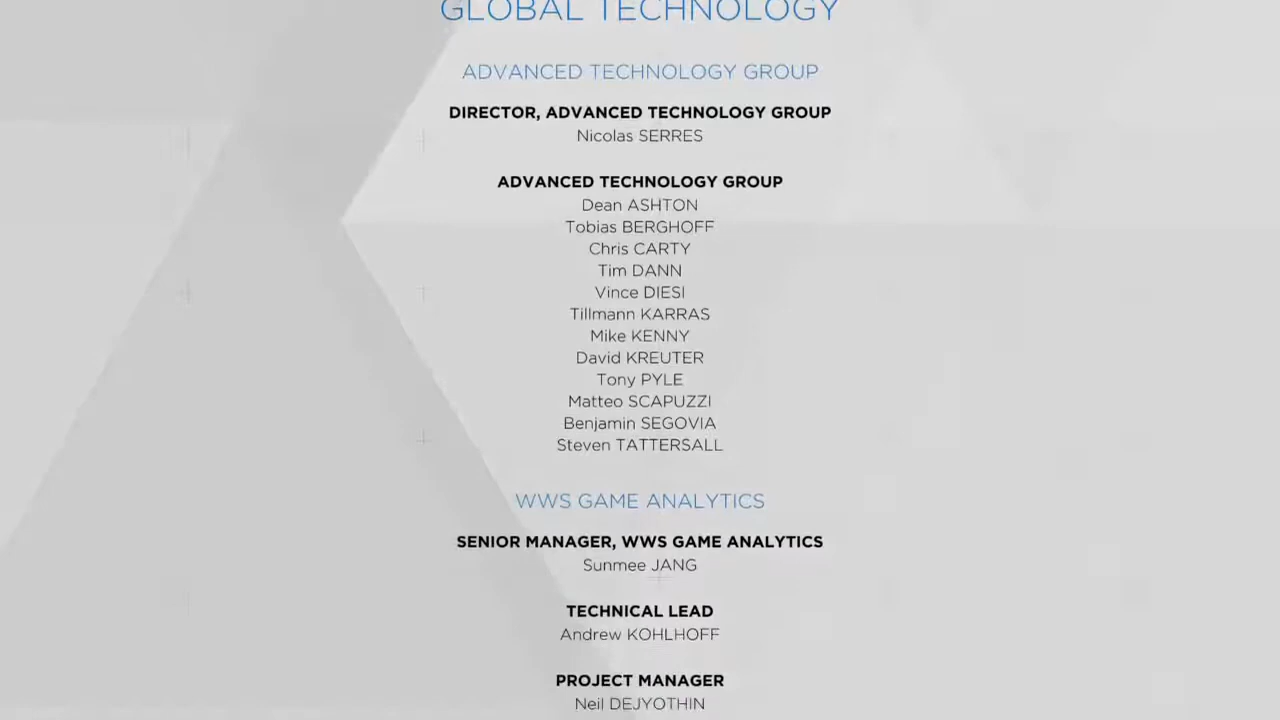 GLOBAL TECHNOLOGY
ADVANCED TECHNOLOGY GROUP
DIRECTOR, ADVANCED TECHNOLOGY GROUP
Nicolas SERRES
ADVANCED TECHNOLOGY GROUP
Dean ASHTON
Tobias BERGHOFF
Chris CARTY
Tim DANN
Vince DIESI
Tillmann KARRAS
Mike KENNY
David KREUTER
Tony PYLE
Matteo SCAPUZZI
Benjamin SEGOVIA
Steven TATTERSALL
WWS GAME ANALYTICS
SENIOR MANAGER, WWS GAME ANALYTICS
Sunmee JANG
TECHNICAL LEAD
Andrew KOHLHOFF
PROJECT MANAGER
Neil DEJYOTHIN